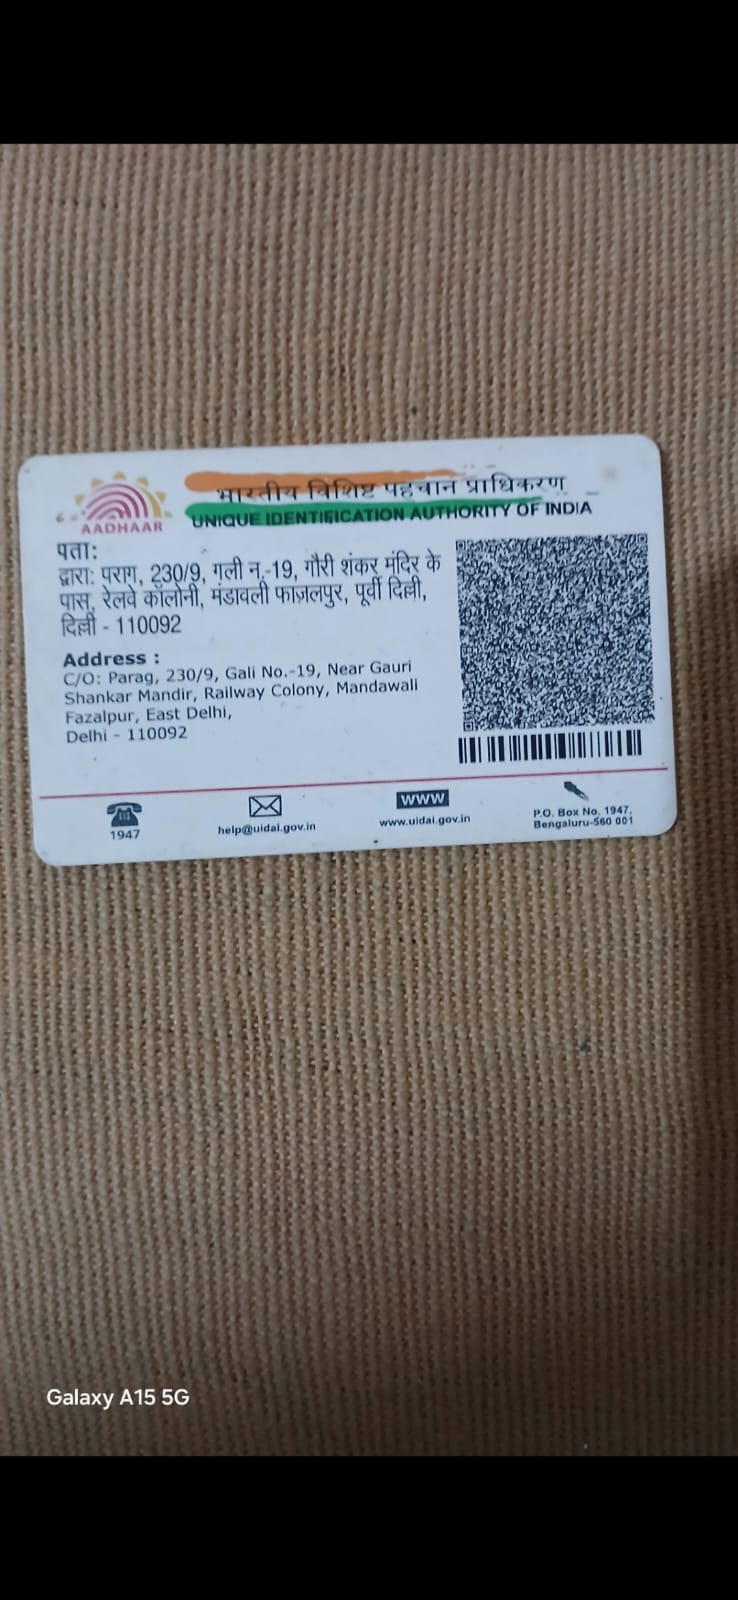 भारतीय विशिष्ट पहचान प्राधिकरण
UNIQUE IDENTIFICATION AUTHORITY OF INDIA
AADHAAR
पता:
द्वारा: पराग, 230/9, गली न.-19, गौरी शंकर मंदिर के
पास, रेलवे कॉलोनी, मंडावली फाज़लपुर, पूर्वी दिल्ली,
दिल्ली - 110092
Address :
C/O: Parag, 230/9, Gali No.-19, Near Gauri
Shankar Mandir, Railway Colony, Mandawali
Fazalpur, East Delhi,
Delhi - 110092
1947
help@uidai.gov.in
WWW
www.uidai.gov.in
P.O. Box No. 1947,
Bengaluru-560 001
Galaxy A15 5G